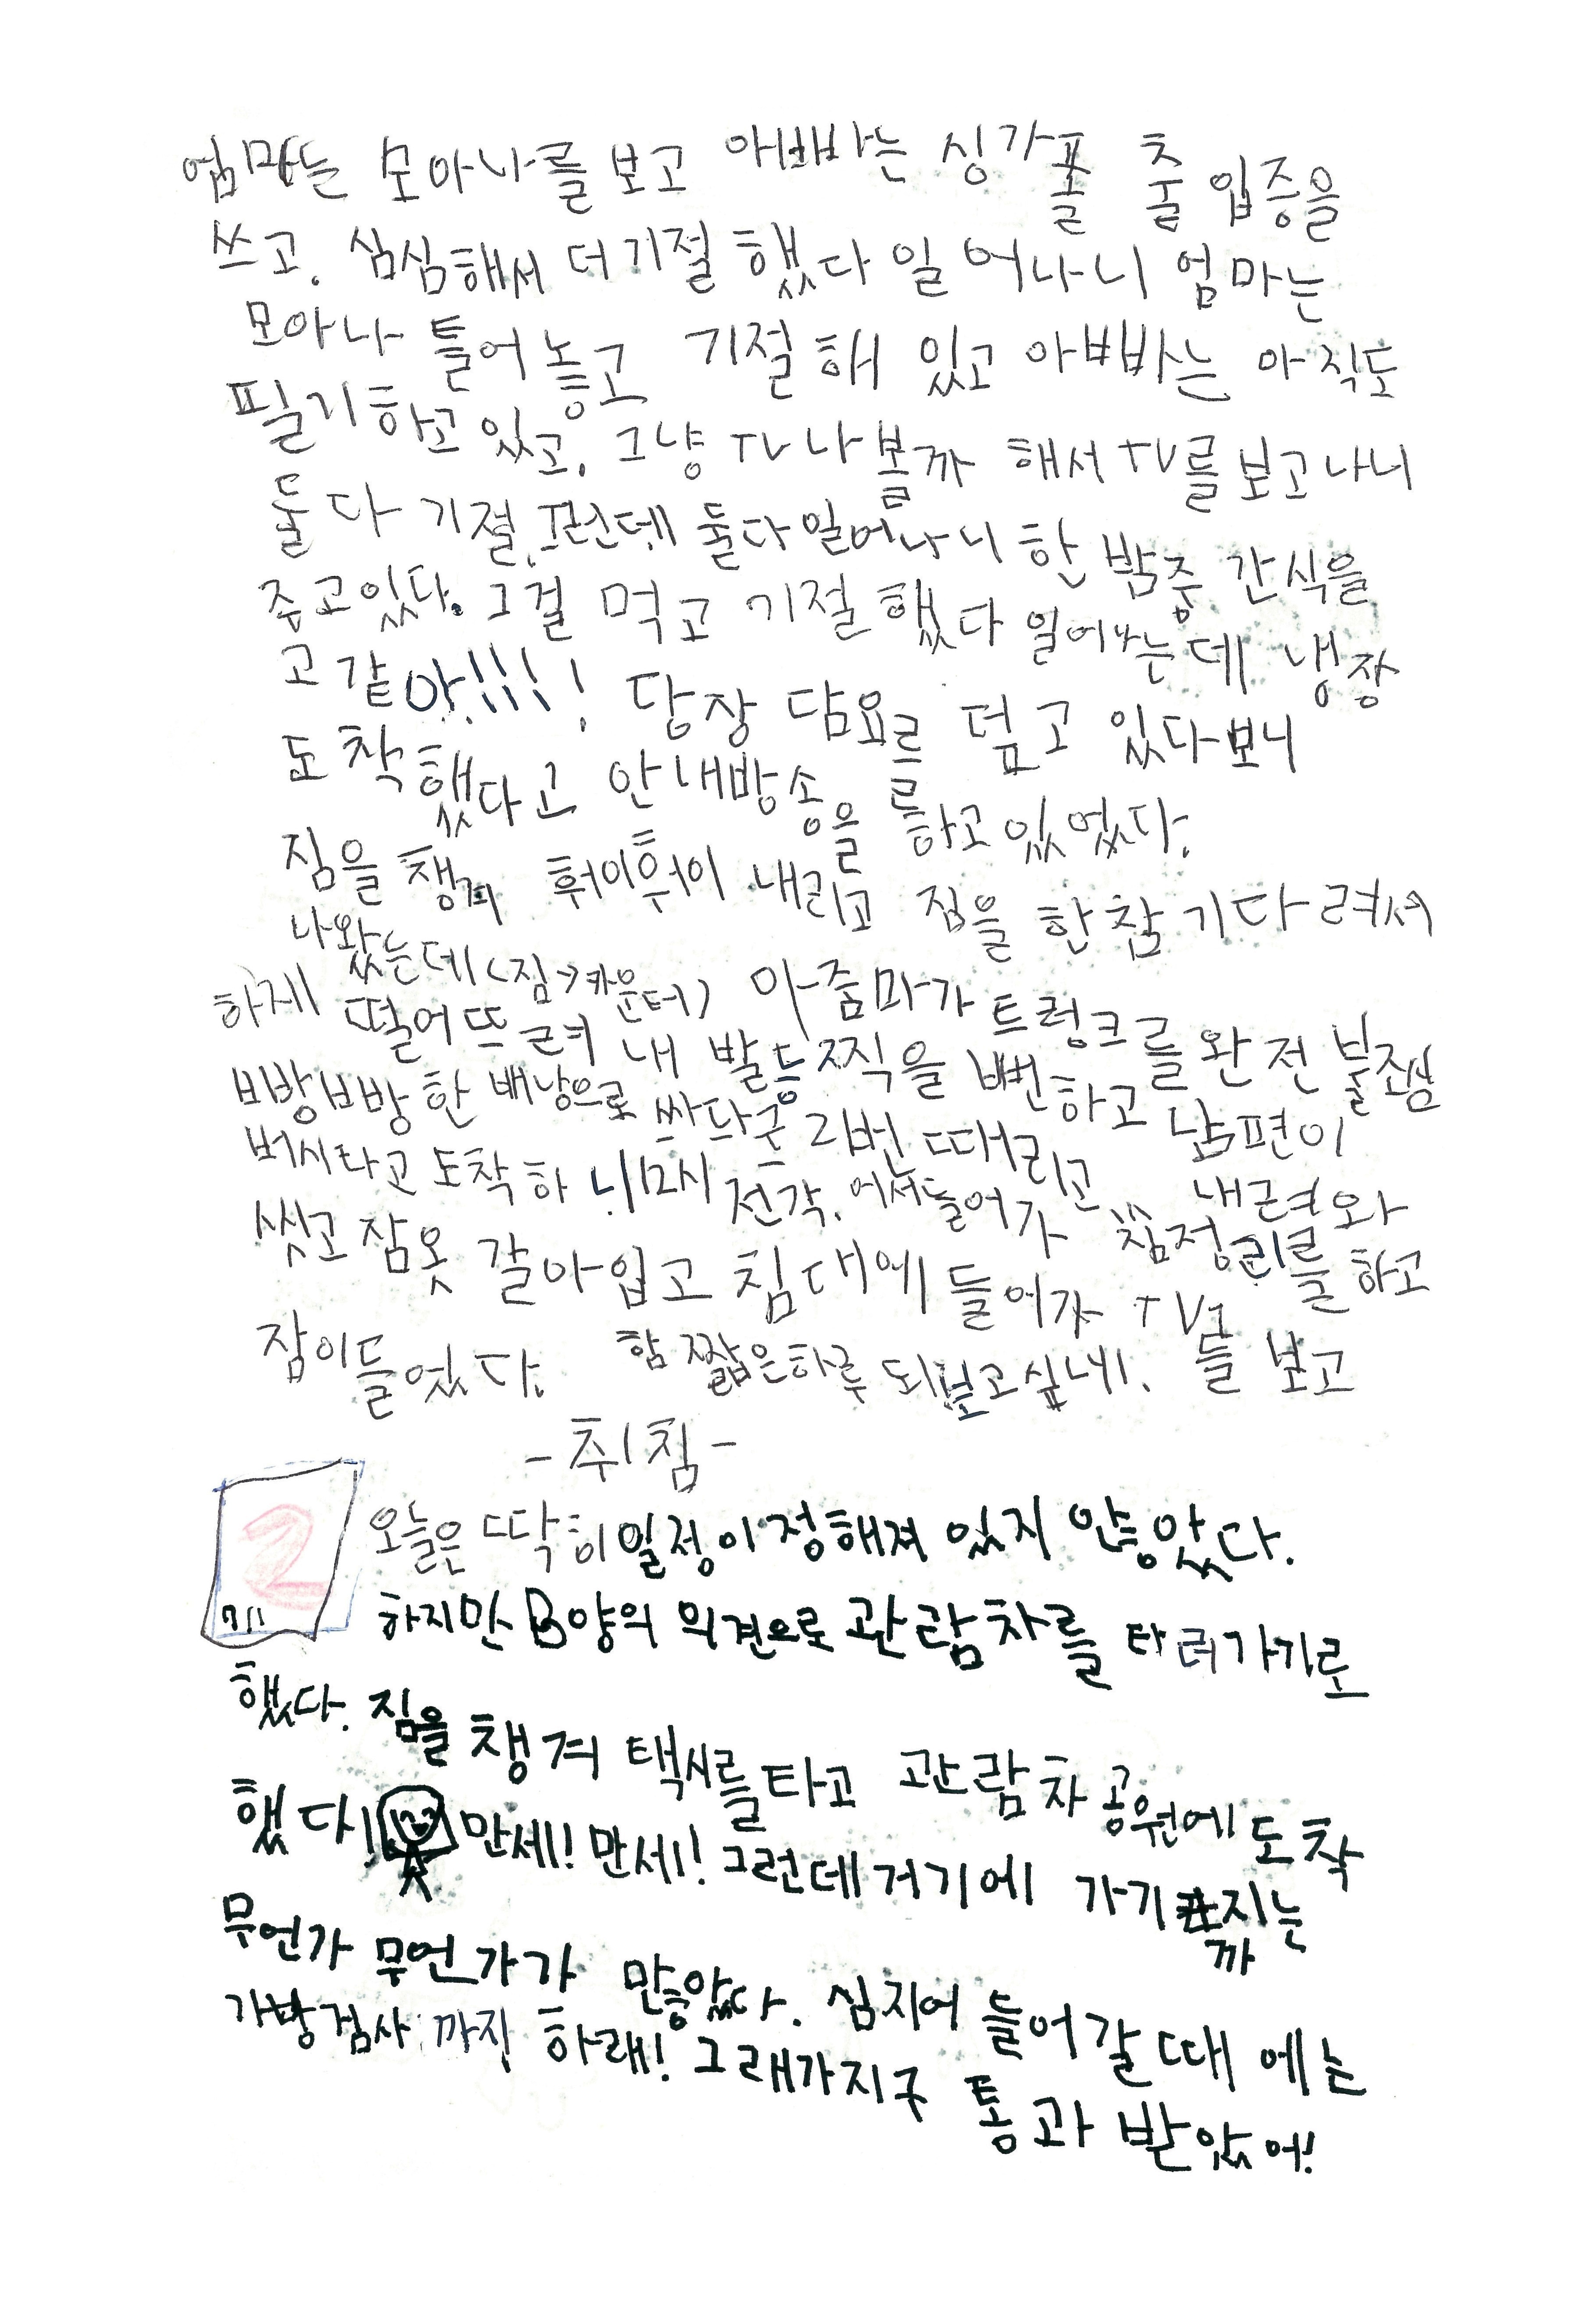 엄마는 모아나를 보고 아빠는 싱가폴 출입증을
쓰고. 심심해서 더 기절 했다 일어나니 엄마는
모아나 틀어 놓고 기절해 있고 아빠는 아직도
필기하고 있고. 그냥 TV나 볼까 해서 TV를 보고나니
둘다 기절. 근데 둘다 일어나니 한 밤중 간식을
주고있다. 그걸 먹고 기절했다 일어나는데 냉장
고 같아!!!! 당장 담요르를 덮고 있다보니
도착했다고 안내방송을 하고있었다.
짐을 챙겨 훠이훠이 내리고 짐을 한참 기다려서
나왔는데(짐→카운터) 아줌마가 트렁크를 완전 불조심
하게 떨어뜨려 내 발등 찍을 뻔하고 남편이
빠방빠방한 배낭으로 싸다구 2번 때리고 내려와
버시타고 도착하니 12시 전각. 어서들어가 짐정리를 하고
씻고 잠옷 갈아입고 침대에 들어가 TV를 보고
잠이들었다. 참 짧은하루 되보고싶네!
- 취침 -
2 7/1
오늘은 딱히 일정이 정해져 있지 않았다.
하지만 B양의 의견으로 관람차를 타러가기로
했다. 짐을 챙겨 택시를타고 관람차 공원에 도착
했다! 만세! 만세! 그런데 거기에 가기까지는
무언가 무언가가 많았다. 심지어 들어갈 때에는
가방검사 까지 하래! 그래가지구 통과 받았어!